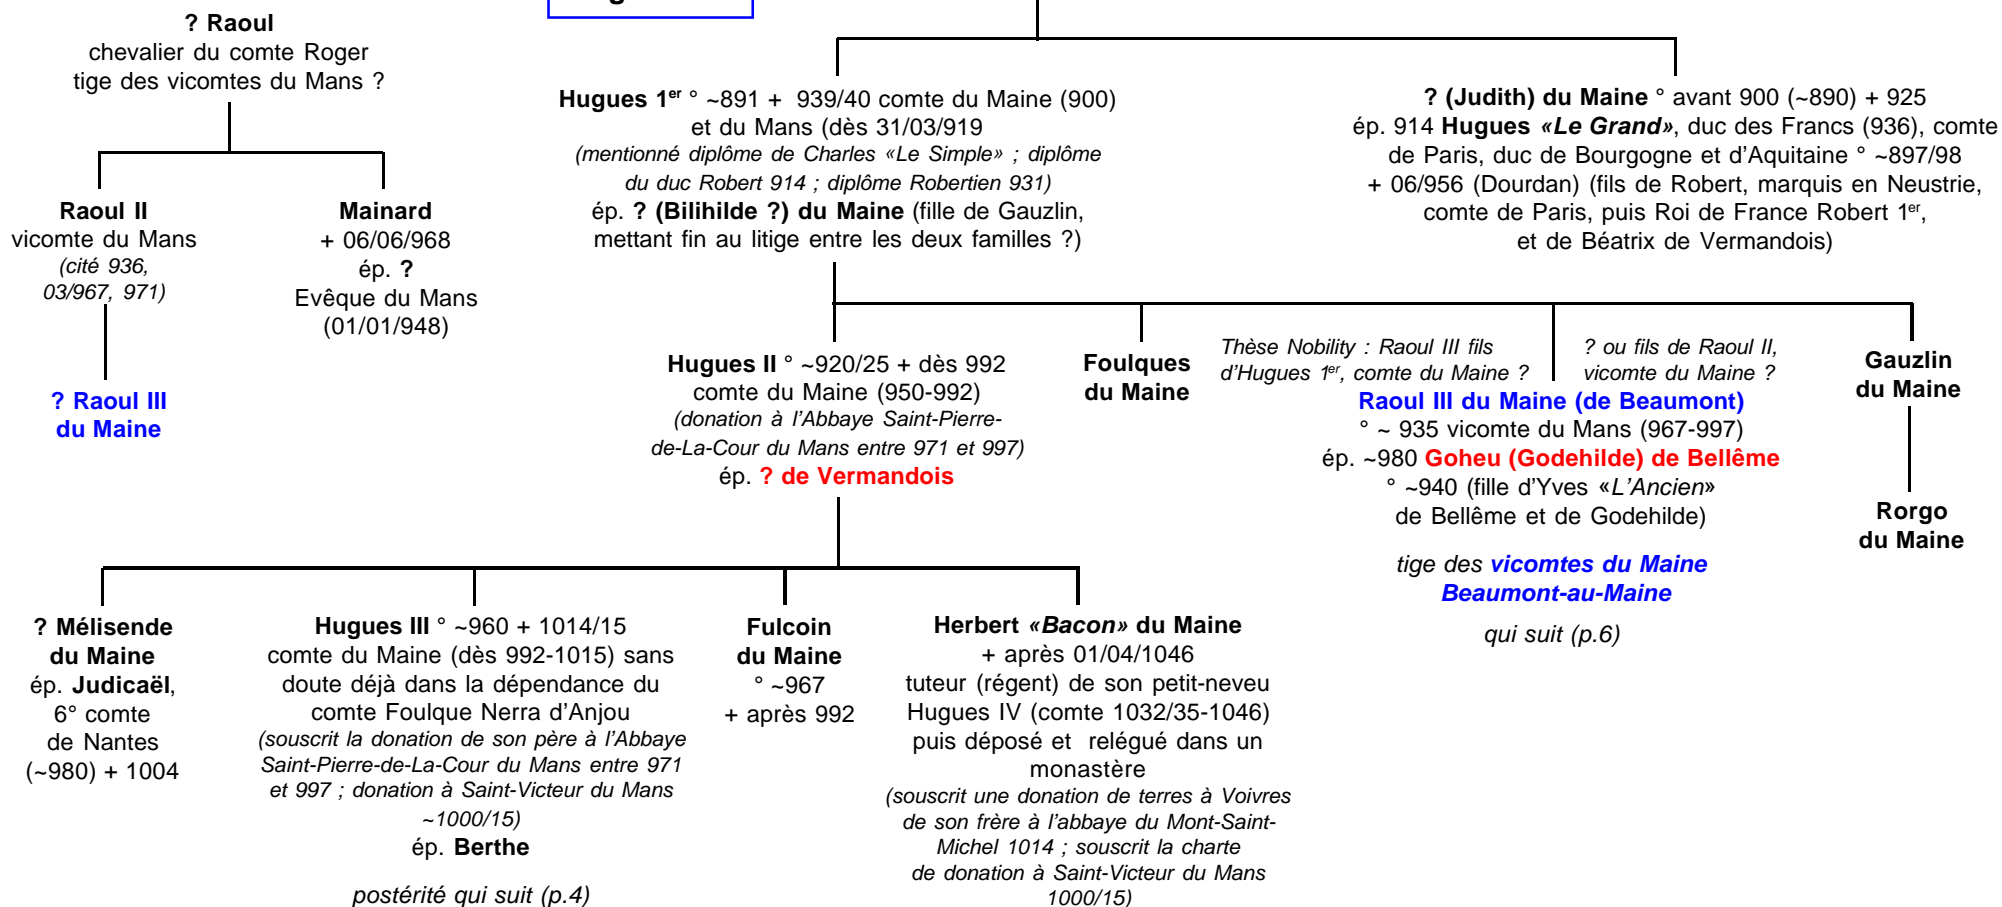 ? Raoul
chevalier du comte Roger
tige des vicomtes du Mans ?
Raoul II
vicomte du Mans
(cité 936,
03/967, 971)
Mainard
+ 06/06/968
ép. ?
Evêque du Mans
(01/01/948)
? Raoul III
du Maine
Hugues 1er ° ~891 + 939/40 comte du Maine (900)
et du Mans (dès 31/03/919
(mentionné diplôme de Charles «Le Simple» ; diplôme
du duc Robert 914 ; diplôme Robertien 931)
ép. ? (Bilihilde ?) du Maine (fille de Gauzlin,
mettant fin au litige entre les deux familles ?)
? (Judith) du Maine ° avant 900 (~890) + 925
ép. 914 Hugues «Le Grand», duc des Francs (936), comte
de Paris, duc de Bourgogne et d'Aquitaine ° ~897/98
+ 06/956 (Dourdan) (fils de Robert, marquis en Neustrie,
comte de Paris, puis Roi de France Robert 1er,
et de Béatrix de Vermandois)
Hugues II ° ~920/25 + dès 992
comte du Maine (950-992)
(donation à l'Abbaye Saint-Pierre-
de-La-Cour du Mans entre 971 et 997)
ép. ? de Vermandois
Foulques
du Maine
Thèse Nobility : Raoul III fils
d'Hugues 1er, comte du Maine ?
? ou fils de Raoul II,
vicomte du Maine ?
Raoul III du Maine (de Beaumont)
° ~ 935 vicomte du Mans (967-997)
ép. ~980 Goheu (Godehilde) de Bellême
° ~940 (fille d'Yves «L'Ancien»
de Bellême et de Godehilde)
tige des vicomtes du Maine
Beaumont-au-Maine
qui suit (p.6)
Gauzlin
du Maine
Rorgo
du Maine
? Mélisende
du Maine
ép. Judicaël,
6° comte
de Nantes
(~980) + 1004
Hugues III ° ~960 + 1014/15
comte du Maine (dès 992-1015) sans
doute déjà dans la dépendance du
comte Foulque Nerra d'Anjou
(souscrit la donation de son père à l'Abbaye
Saint-Pierre-de-La-Cour du Mans entre 971
et 997 ; donation à Saint-Victeur du Mans
~1000/15)
ép. Berthe
postérité qui suit (p.4)
Fulcoin
du Maine
° ~967
+ après 992
Herbert «Bacon» du Maine
+ après 01/04/1046
tuteur (régent) de son petit-neveu
Hugues IV (comte 1032/35-1046)
puis déposé et relégué dans un
monastère
(souscrit une donation de terres à Voivres
de son frère à l'abbaye du Mont-Saint-
Michel 1014 ; souscrit la charte
de donation à Saint-Victeur du Mans
1000/15)